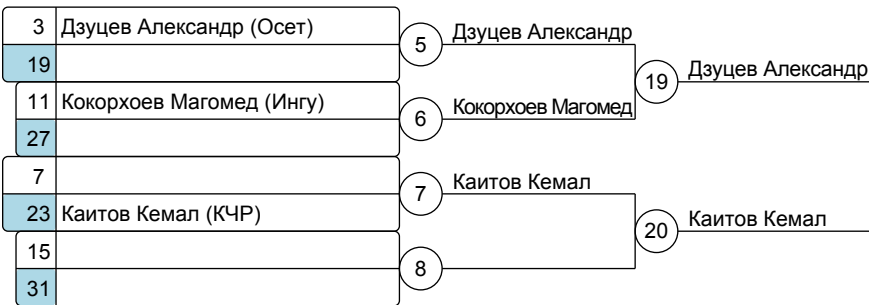 3 Дзуцев Александр (Осет)
19
5 Дзуцев Александр
19 Дзуцев Александр
11 Кокорхоев Магомед (Ингу)
27
6 Кокорхоев Магомед
7
23 Каитов Кемал (КЧР)
7 Каитов Кемал
20 Каитов Кемал
15
31
8